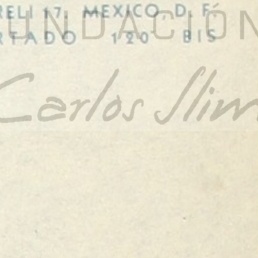 RELI 17, MEXICO, D. F.
FUNDACIÓN
RTADO 120 BIS
Carlos Slim